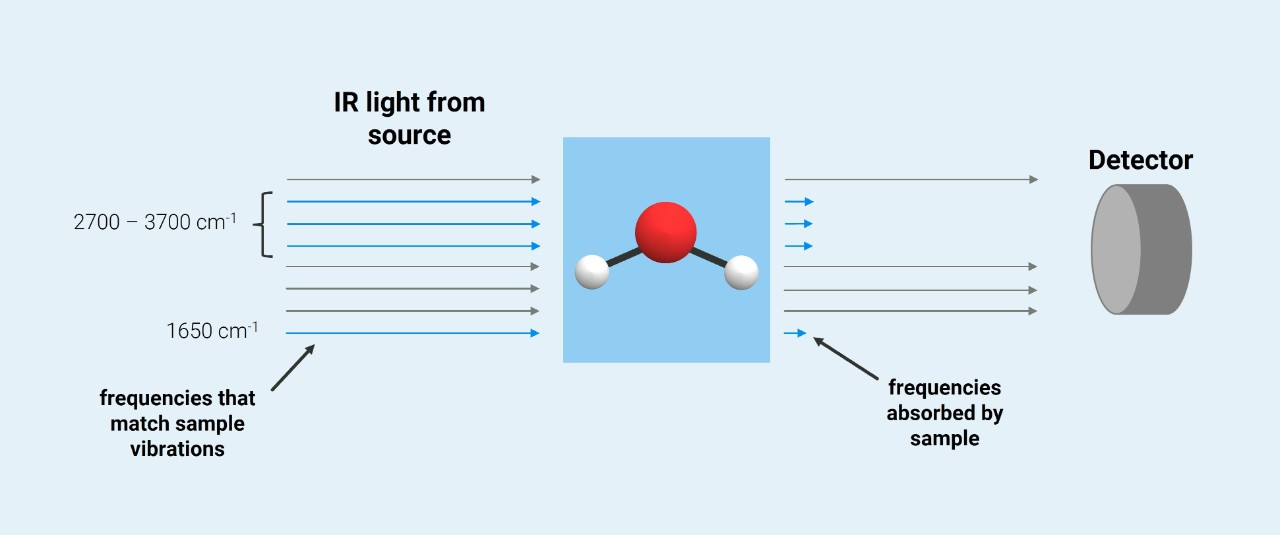 IR light from
source
Detector
2700 – 3700 cm⁻¹
1650 cm⁻¹
frequencies that
match sample
vibrations
frequencies
absorbed by
sample